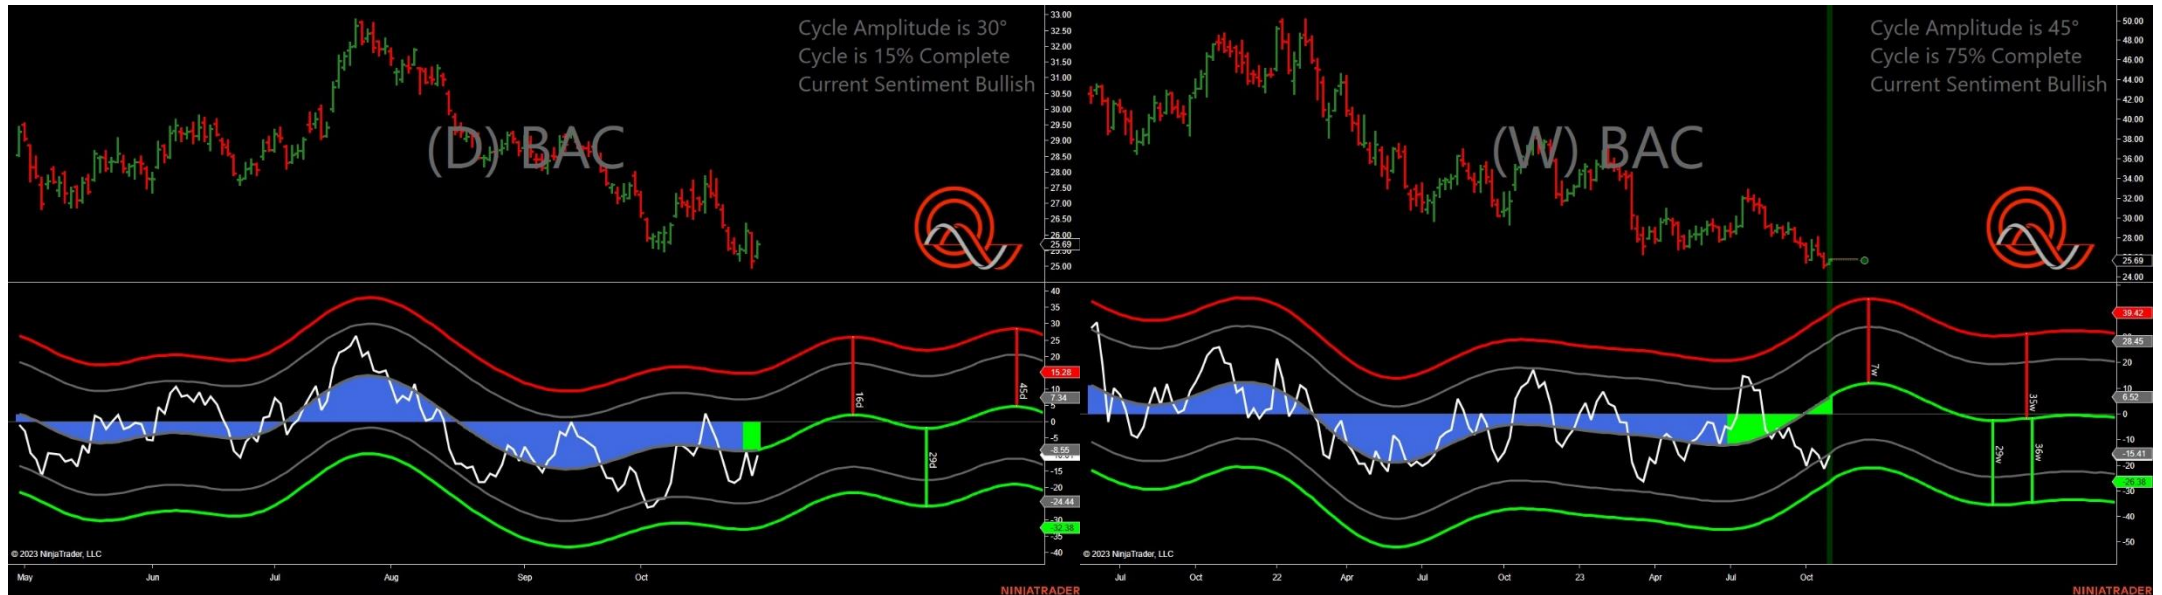 Cycle Amplitude is 30°
Cycle is 15% Complete
Current Sentiment Bullish
(D) BAC
33.00
32.50
32.00
31.50
31.00
30.50
30.00
29.50
29.00
28.50
28.00
27.50
27.00
26.50
26.00
25.69
25.00
40
35
30
25
20
15.28
10
7.34
5
0
-5
-8.55
-15
-24.44
-32.38
-35
-40
16d
29d
45d
© 2023 NinjaTrader, LLC
May Jun Jul Aug Sep Oct
NINJATRADER
Cycle Amplitude is 45°
Cycle is 75% Complete
Current Sentiment Bullish
(W) BAC
50.00
48.00
46.00
44.00
42.00
40.00
38.00
36.00
34.00
32.00
30.00
28.00
25.69
24.00
39.42
28.45
20
10
6.52
0
-10
-15.41
-20
-26.38
-30
-40
-50
7w
29w
35w
36w
© 2023 NinjaTrader, LLC
Jul Oct 22 Apr Jul Oct 23 Apr Jul Oct
NINJATRADER